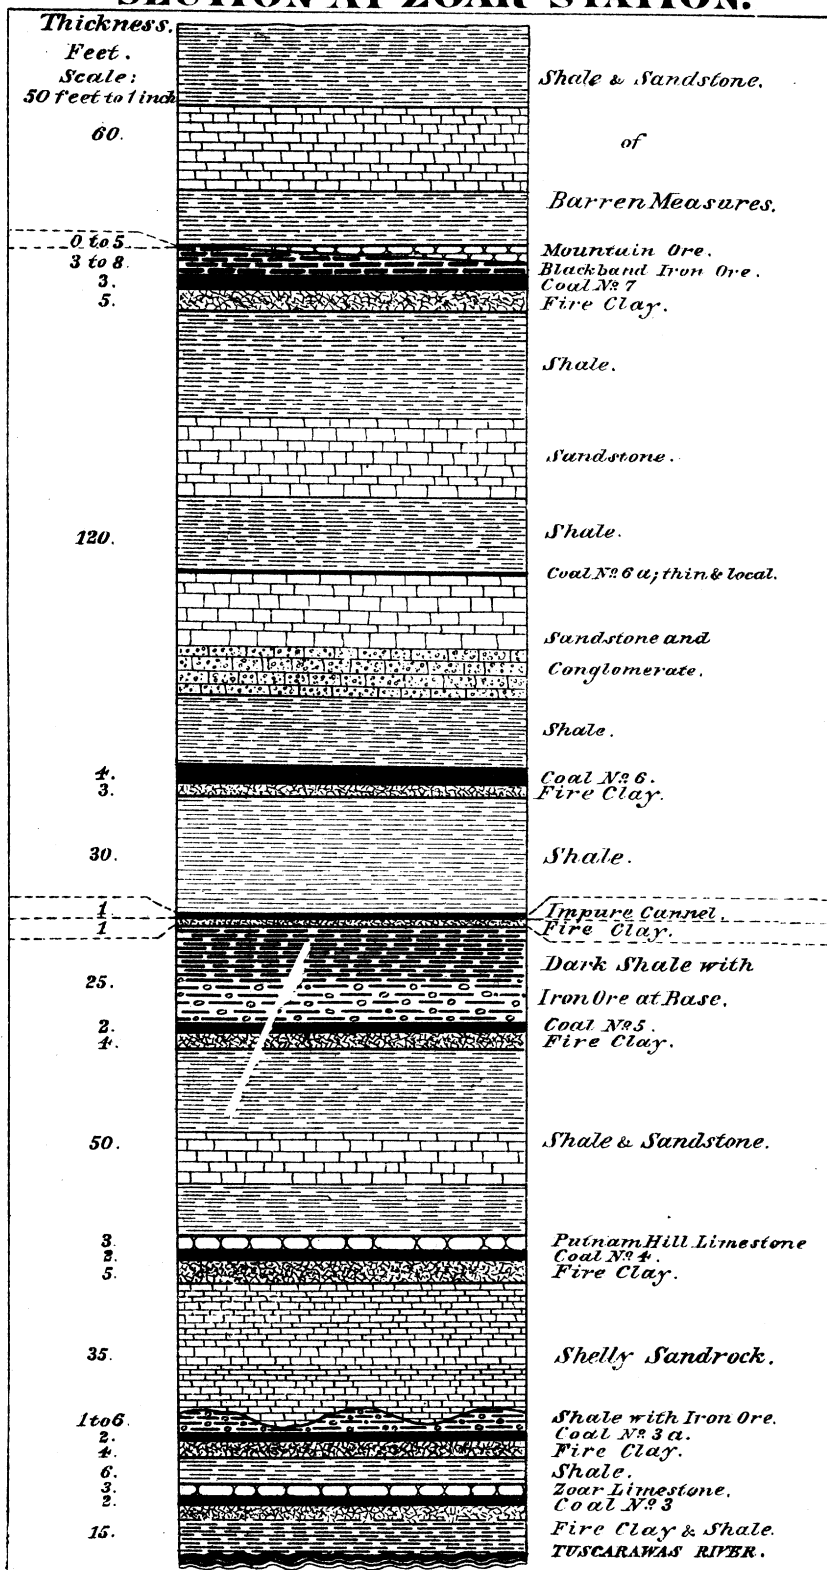 SECTION AT ZOAR STATION.
Thickness.
Feet.
Scale:
50 feet to 1 inch
Shale & Sandstone.
60. of
Barren Measures.
0 to 5 Mountain Ore.
3 to 8. Blackband Iron Ore.
3. Coal No. 7
5. Fire Clay.
Shale.
Sandstone.
120. Shale.
Coal No. 6 a; thin & local.
Sandstone and
Conglomerate.
Shale.
4. Coal No. 6.
3. Fire Clay.
30. Shale.
1. Impure Cannel.
1 Fire Clay.
Dark Shale with
25. Iron Ore at Base.
2. Coal No. 5.
4. Fire Clay.
50. Shale & Sandstone.
3. Putnam Hill Limestone
2. Coal No. 4.
5. Fire Clay.
35. Shelly Sandrock.
1 to 6. Shale with Iron Ore.
2. Coal No. 3 a.
4. Fire Clay.
6. Shale.
3. Zoar Limestone.
2. Coal No. 3
15. Fire Clay & Shale.
TUSCARAWAS RIVER.